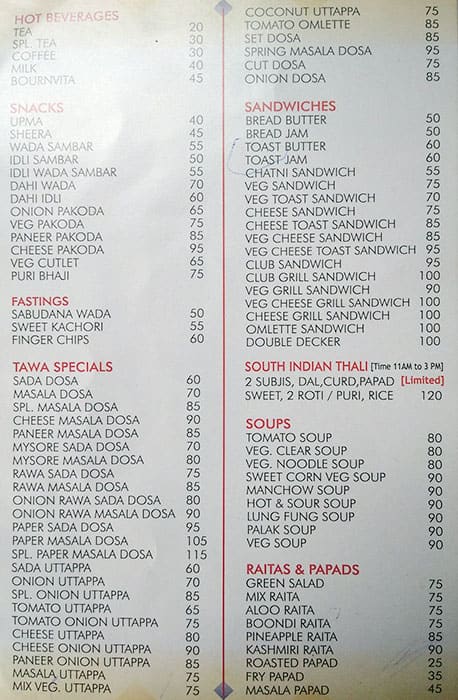 HOT BEVERAGES
TEA 20
SPL. TEA 30
COFFEE 30
MILK 40
BOURNVITA 45
SNACKS
UPMA 40
SHEERA 45
WADA SAMBAR 55
IDLI SAMBAR 50
IDLI WADA SAMBAR 55
DAHI WADA 70
DAHI IDLI 60
ONION PAKODA 65
VEG PAKODA 75
PANEER PAKODA 85
CHEESE PAKODA 95
VEG CUTLET 65
PURI BHAJI 75
FASTINGS
SABUDANA WADA 50
SWEET KACHORI 55
FINGER CHIPS 60
TAWA SPECIALS
SADA DOSA 60
MASALA DOSA 70
SPL. MASALA DOSA 85
CHEESE MASALA DOSA 90
PANEER MASALA DOSA 85
MYSORE SADA DOSA 70
MYSORE MASALA DOSA 80
RAWA SADA DOSA 75
RAWA MASALA DOSA 85
ONION RAWA SADA DOSA 80
ONION RAWA MASALA DOSA 90
PAPER SADA DOSA 95
PAPER MASALA DOSA 105
SPL. PAPER MASALA DOSA 115
SADA UTTAPPA 60
ONION UTTAPPA 70
SPL. ONION UTTAPPA 85
TOMATO UTTAPPA 65
TOMATO ONION UTTAPPA 75
CHEESE UTTAPPA 80
CHEESE ONION UTTAPPA 90
PANEER ONION UTTAPPA 85
MASALA UTTAPPA 75
MIX VEG. UTTAPPA 75
COCONUT UTTAPPA 75
TOMATO OMLETTE 85
SET DOSA 85
SPRING MASALA DOSA 95
CUT DOSA 75
ONION DOSA 85
SANDWICHES
BREAD BUTTER 50
BREAD JAM 50
TOAST BUTTER 60
TOAST JAM 60
CHATNI SANDWICH 55
VEG SANDWICH 75
VEG TOAST SANDWICH 70
CHEESE SANDWICH 75
CHEESE TOAST SANDWICH 85
VEG CHEESE SANDWICH 85
VEG CHEESE TOAST SANDWICH 95
CLUB SANDWICH 95
CLUB GRILL SANDWICH 100
VEG GRILL SANDWICH 90
VEG CHEESE GRILL SANDWICH 100
CHEESE GRILL SANDWICH 100
OMLETTE SANDWICH 100
DOUBLE DECKER 100
SOUTH INDIAN THALI [Time 11AM to 3 PM]
2 SUBJIS, DAL,CURD,PAPAD [Limited]
SWEET, 2 ROTI / PURI, RICE 120
SOUPS
TOMATO SOUP 80
VEG. CLEAR SOUP 80
VEG. NOODLE SOUP 80
SWEET CORN VEG SOUP 90
MANCHOW SOUP 90
HOT & SOUR SOUP 90
LUNG FUNG SOUP 90
PALAK SOUP 90
VEG SOUP 90
RAITAS & PAPADS
GREEN SALAD 75
MIX RAITA 75
ALOO RAITA 75
BOONDI RAITA 75
PINEAPPLE RAITA 85
KASHMIRI RAITA 90
ROASTED PAPAD 25
FRY PAPAD 35
MASALA PAPAD 45